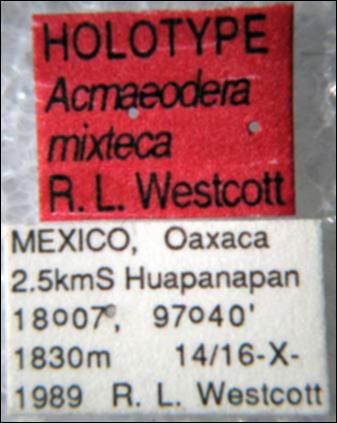 HOLOTYPE
Acmaeodera
mixteca
R. L. Westcott
MEXICO, Oaxaca
2.5kmS Huapanapan
18o07', 97o40'
1830m 14/16-X-
1989 R. L. Westcott